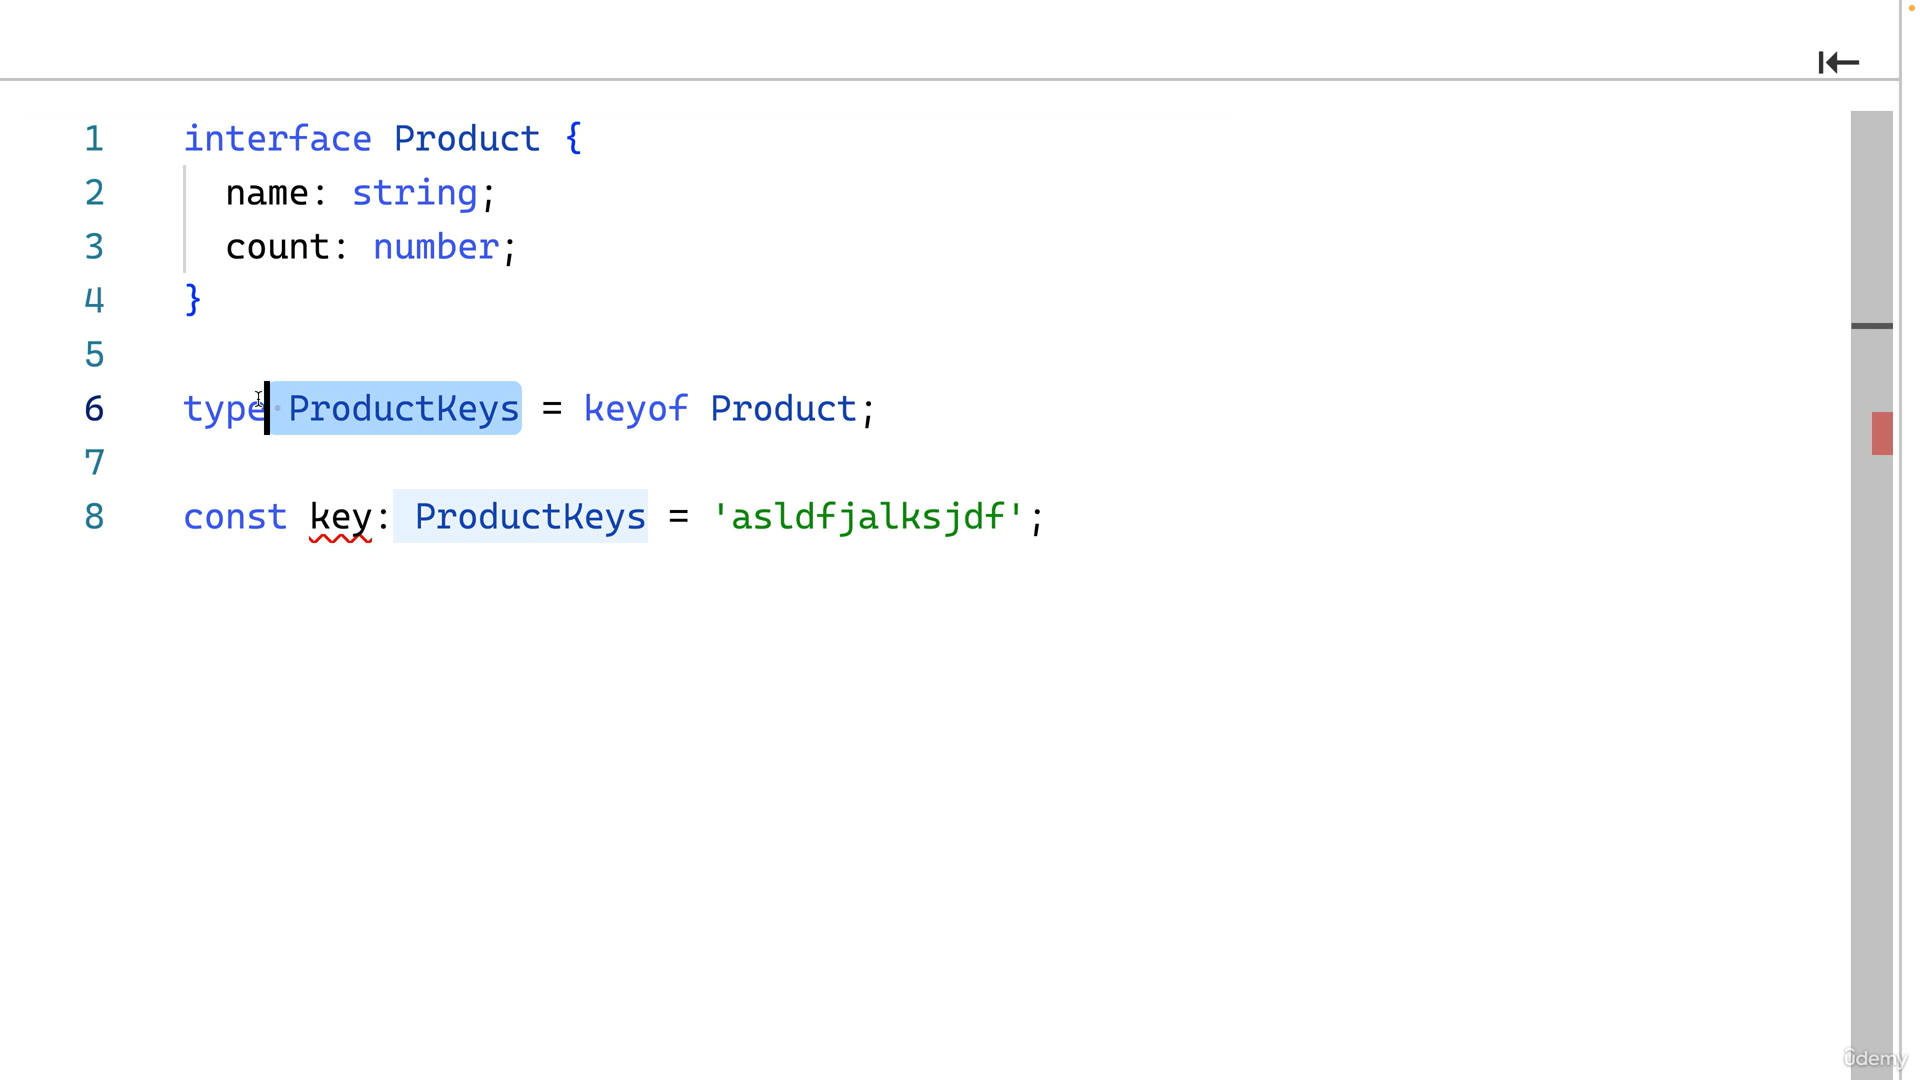 1 interface Product {
2 name: string;
3 count: number;
4 }
5
6 type ProductKeys = keyof Product;
7
8 const key: ProductKeys = 'asldfjalksjdf';
ûdemy